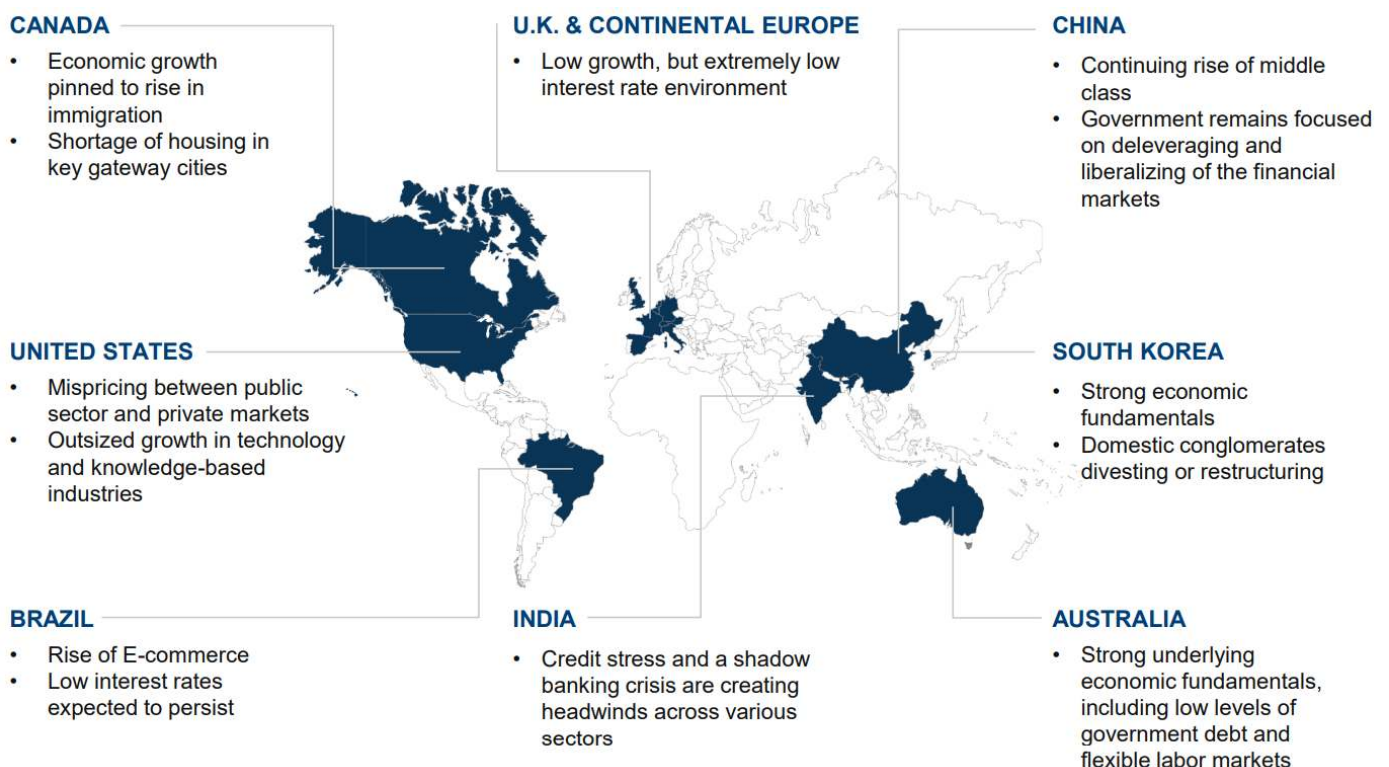 CANADA
• Economic growth
pinned to rise in
immigration
• Shortage of housing in
key gateway cities
U.K. & CONTINENTAL EUROPE
• Low growth, but extremely low
interest rate environment
CHINA
• Continuing rise of middle
class
• Government remains focused
on deleveraging and
liberalizing of the financial
markets
UNITED STATES
• Mispricing between public
sector and private markets
• Outsized growth in technology
and knowledge-based
industries
SOUTH KOREA
• Strong economic
fundamentals
• Domestic conglomerates
divesting or restructuring
BRAZIL
• Rise of E-commerce
• Low interest rates
expected to persist
INDIA
• Credit stress and a shadow
banking crisis are creating
headwinds across various
sectors
AUSTRALIA
• Strong underlying
economic fundamentals,
including low levels of
government debt and
flexible labor markets